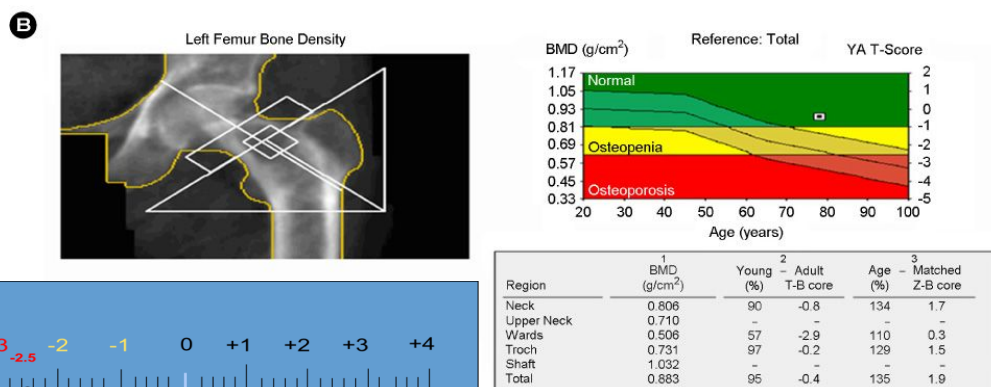 B
Left Femur Bone Density
BMD (g/cm²) Reference: Total YA T-Score
1.17 Normal 2
1.05 1
0.93 0
0.81 -1
0.69 Osteopenia -2
0.57 -3
0.45 -4
0.33 Osteoporosis -5
20 30 40 50 60 70 80 90 100
Age (years)
1 2 3
BMD Young – Adult Age – Matched
Region (g/cm²) (%) T-B core (%) Z-B core
Neck 0.806 90 -0.8 134 1.7
Upper Neck 0.710 – – – –
Wards 0.506 57 -2.9 110 0.3
Troch 0.731 97 -0.2 129 1.5
Shaft 1.032 – – – –
Total 0.883 95 -0.4 135 1.9
3 -2.5 -2 -1 0 +1 +2 +3 +4